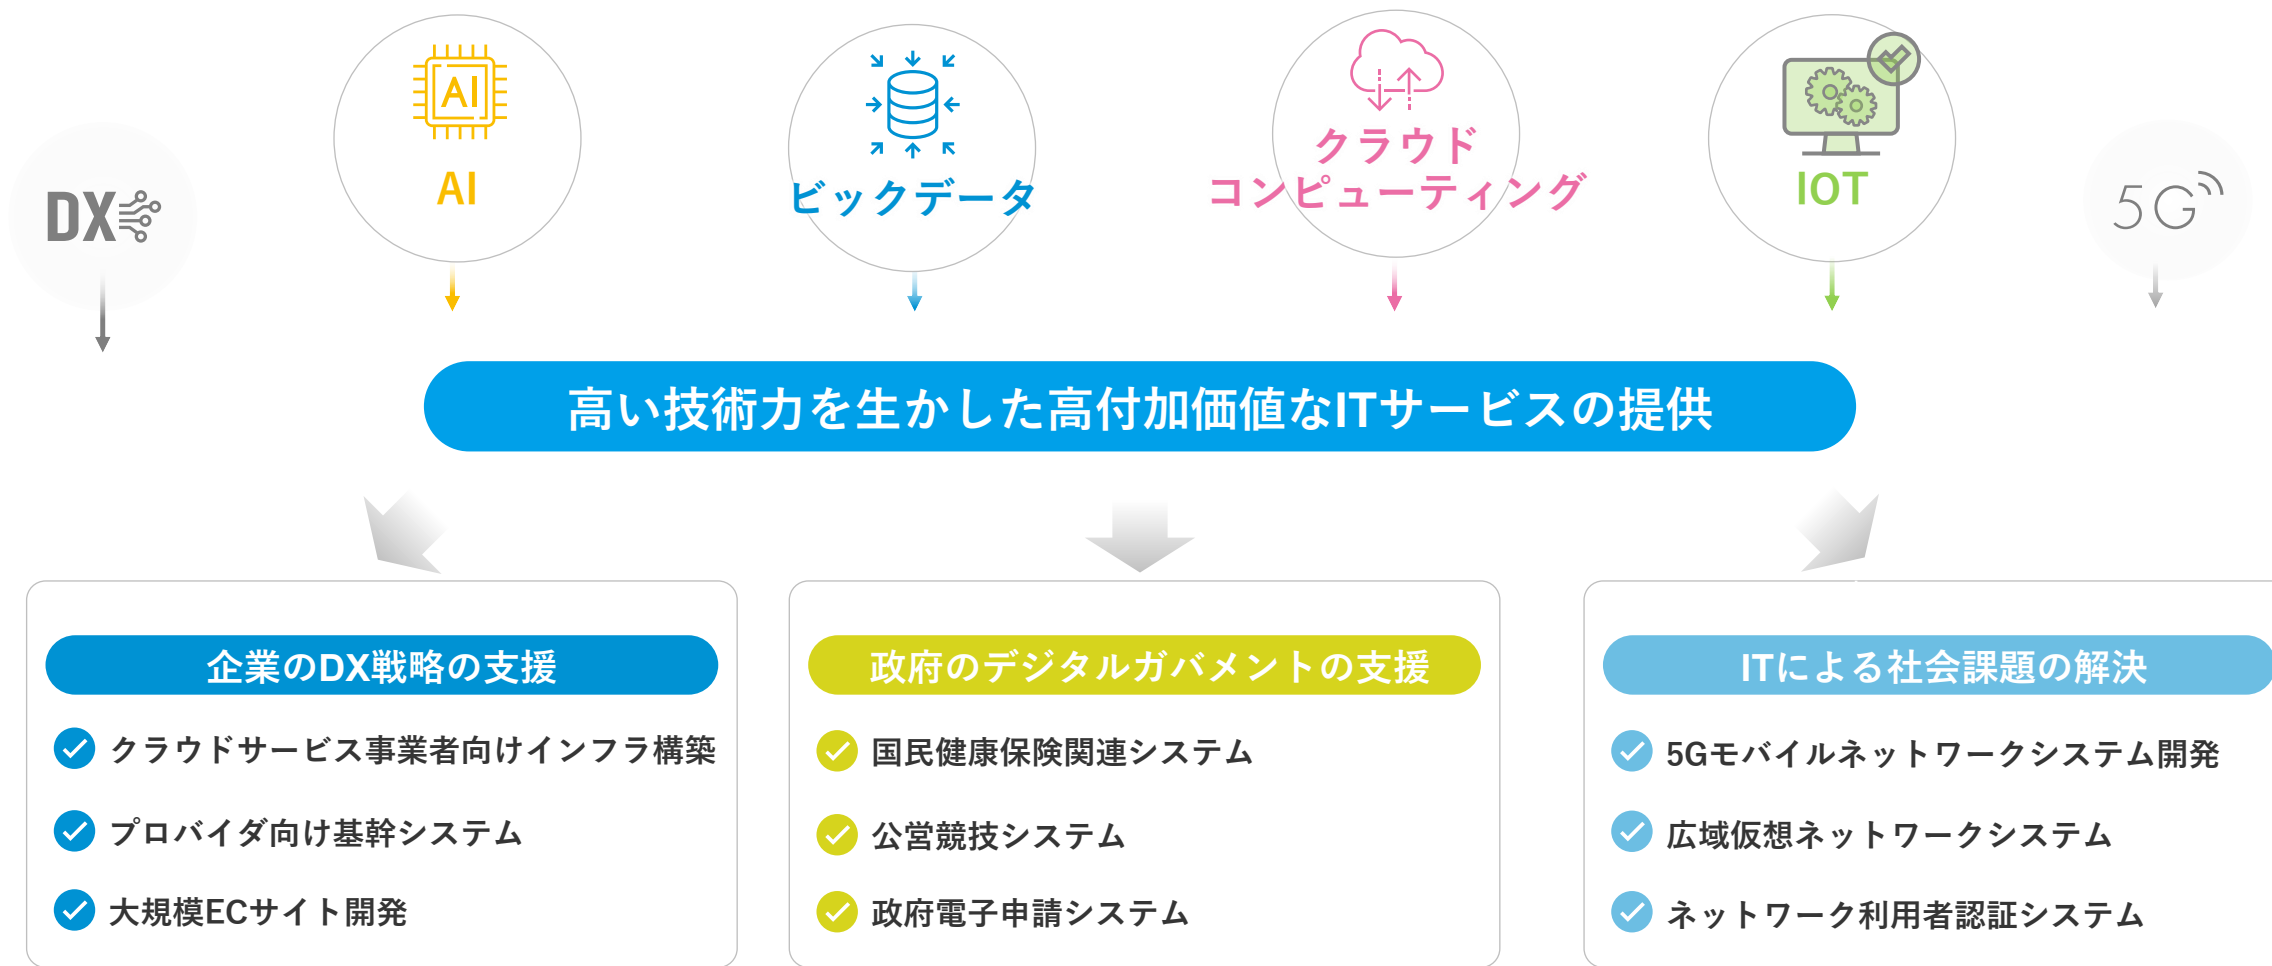 DX
AI
AI
ビックデータ
クラウド
コンピューティング
IOT
5G
高い技術力を生かした高付加価値なITサービスの提供
企業のDX戦略の支援
クラウドサービス事業者向けインフラ構築
プロバイダ向け基幹システム
大規模ECサイト開発
政府のデジタルガバメントの支援
国民健康保険関連システム
公営競技システム
政府電子申請システム
ITによる社会課題の解決
5Gモバイルネットワークシステム開発
広域仮想ネットワークシステム
ネットワーク利用者認証システム